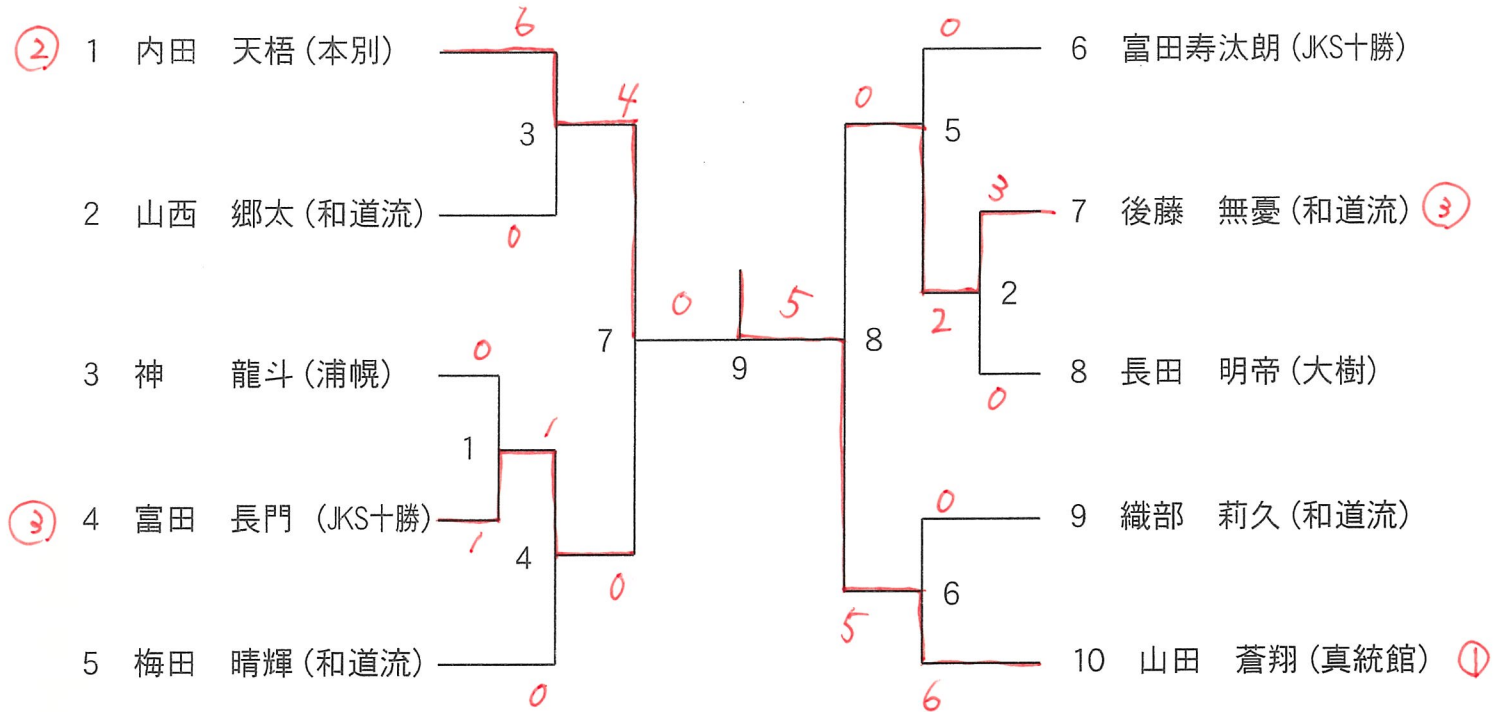 6
② 1 内田 天梧 (本別)
4
3
2 山西 郷太 (和道流)
0
0
3 神 龍斗 (浦幌)
1
1
③ 4 富田 長門 (JKS十勝)
1
4
0
5 梅田 晴輝 (和道流)
0
7
0
5
9
0
6 富田寿汰朗 (JKS十勝)
0
5
3
7 後藤 無憂 (和道流) ③
2
2
8 長田 明帝 (大樹)
0
8
0
9 織部 莉久 (和道流)
6
5
10 山田 蒼翔 (真統館) ①
6